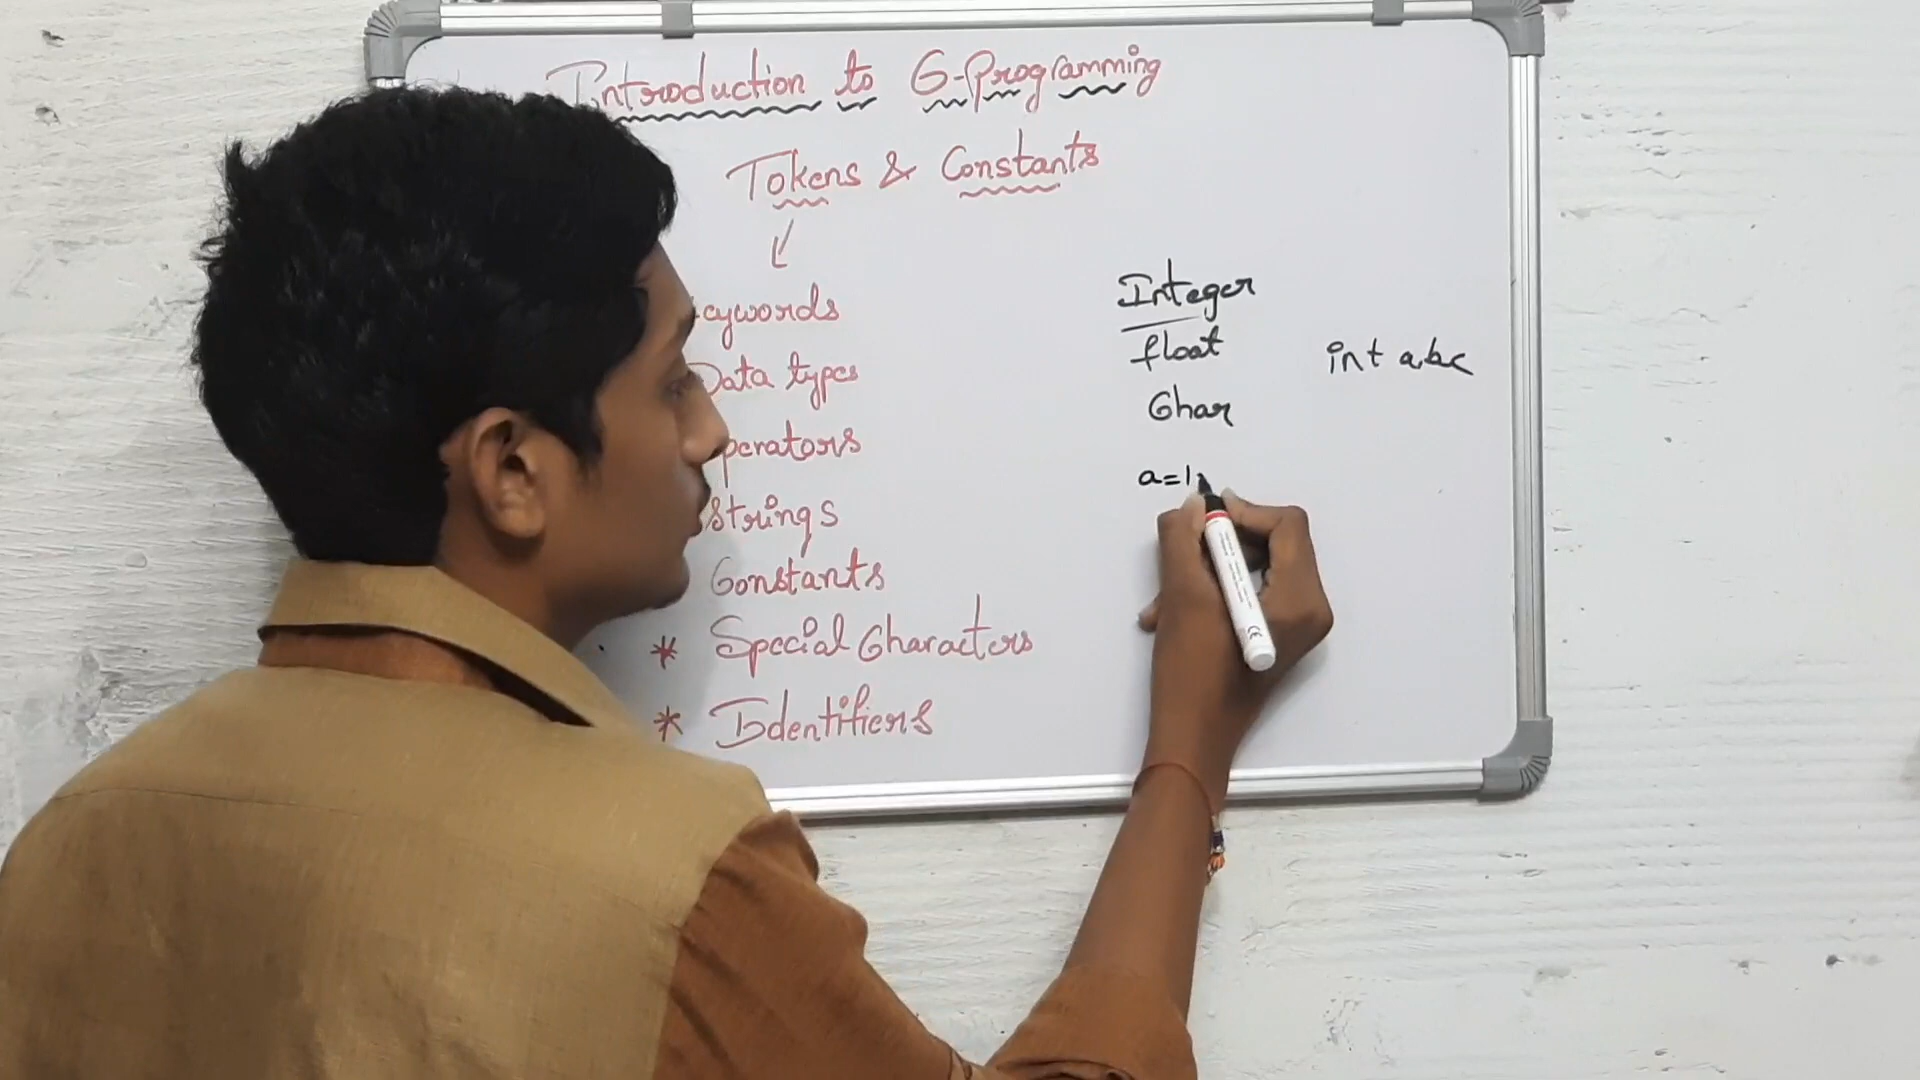 Introduction to C-Programming
Tokens & Constants
eywords
Data types
perators
Strings
Constants
* Special Characters
* Identifiers
Integer
float
Char
int abc
a=1